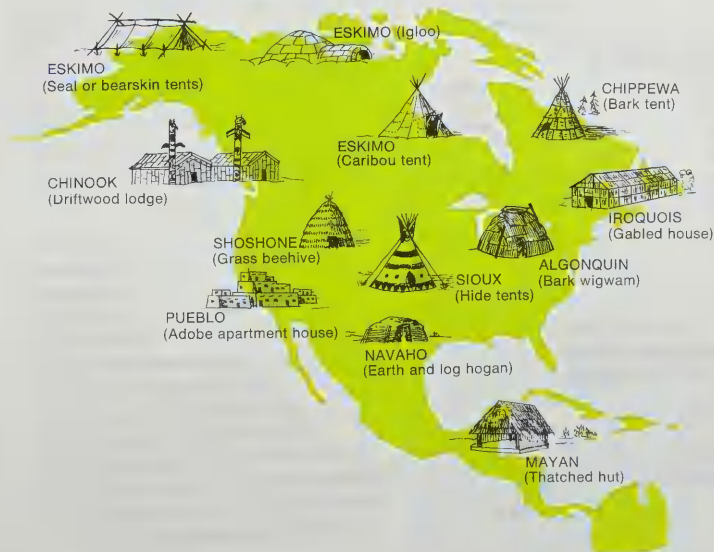 ESKIMO (Igloo)
ESKIMO
(Seal or bearskin tents)
CHIPPEWA
(Bark tent)
ESKIMO
(Caribou tent)
CHINOOK
(Driftwood lodge)
IROQUOIS
(Gabled house)
SHOSHONE
(Grass beehive)
ALGONQUIN
(Bark wigwam)
SIOUX
(Hide tents)
PUEBLO
(Adobe apartment house)
NAVAHO
(Earth and log hogan)
MAYAN
(Thatched hut)